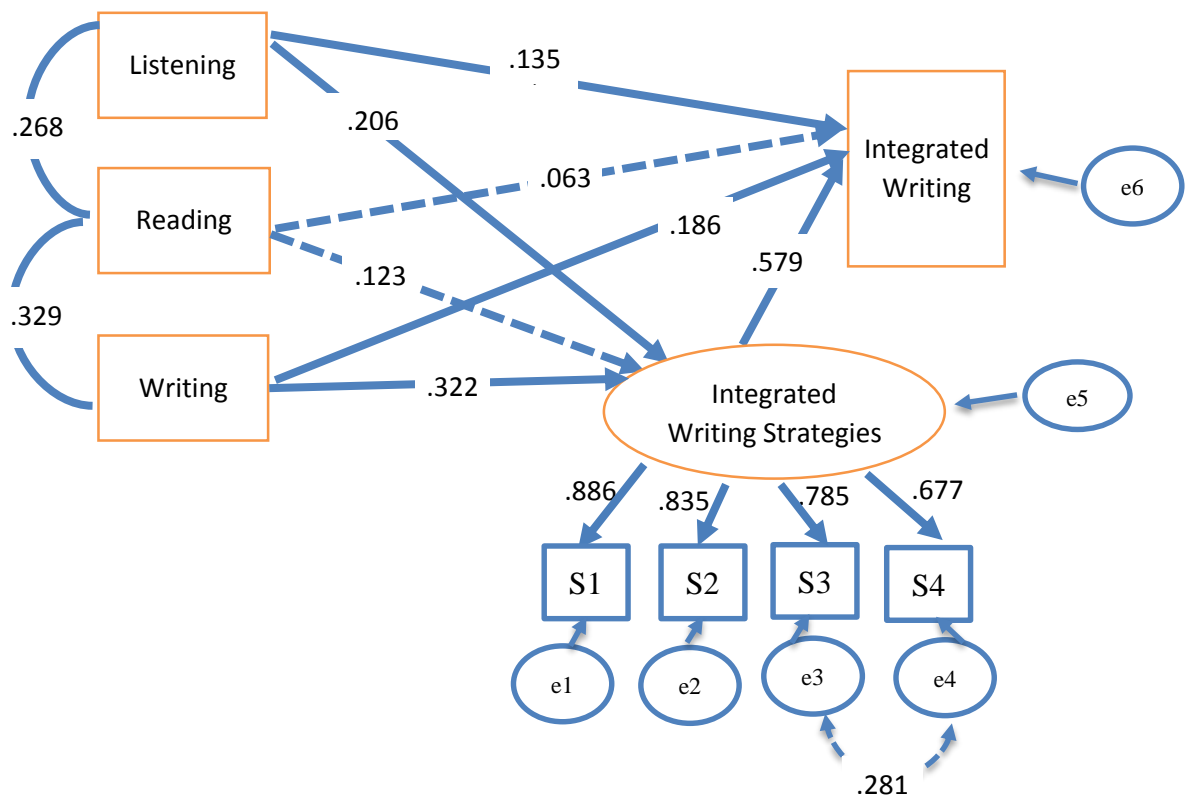 Listening
.135
.268
.206
Integrated
Writing
e6
.063
Reading
.186
.123
.579
.329
Writing
.322
Integrated
Writing Strategies
e5
.886
.835
.785
.677
S1
S2
S3
S4
e1
e2
e3
e4
.281